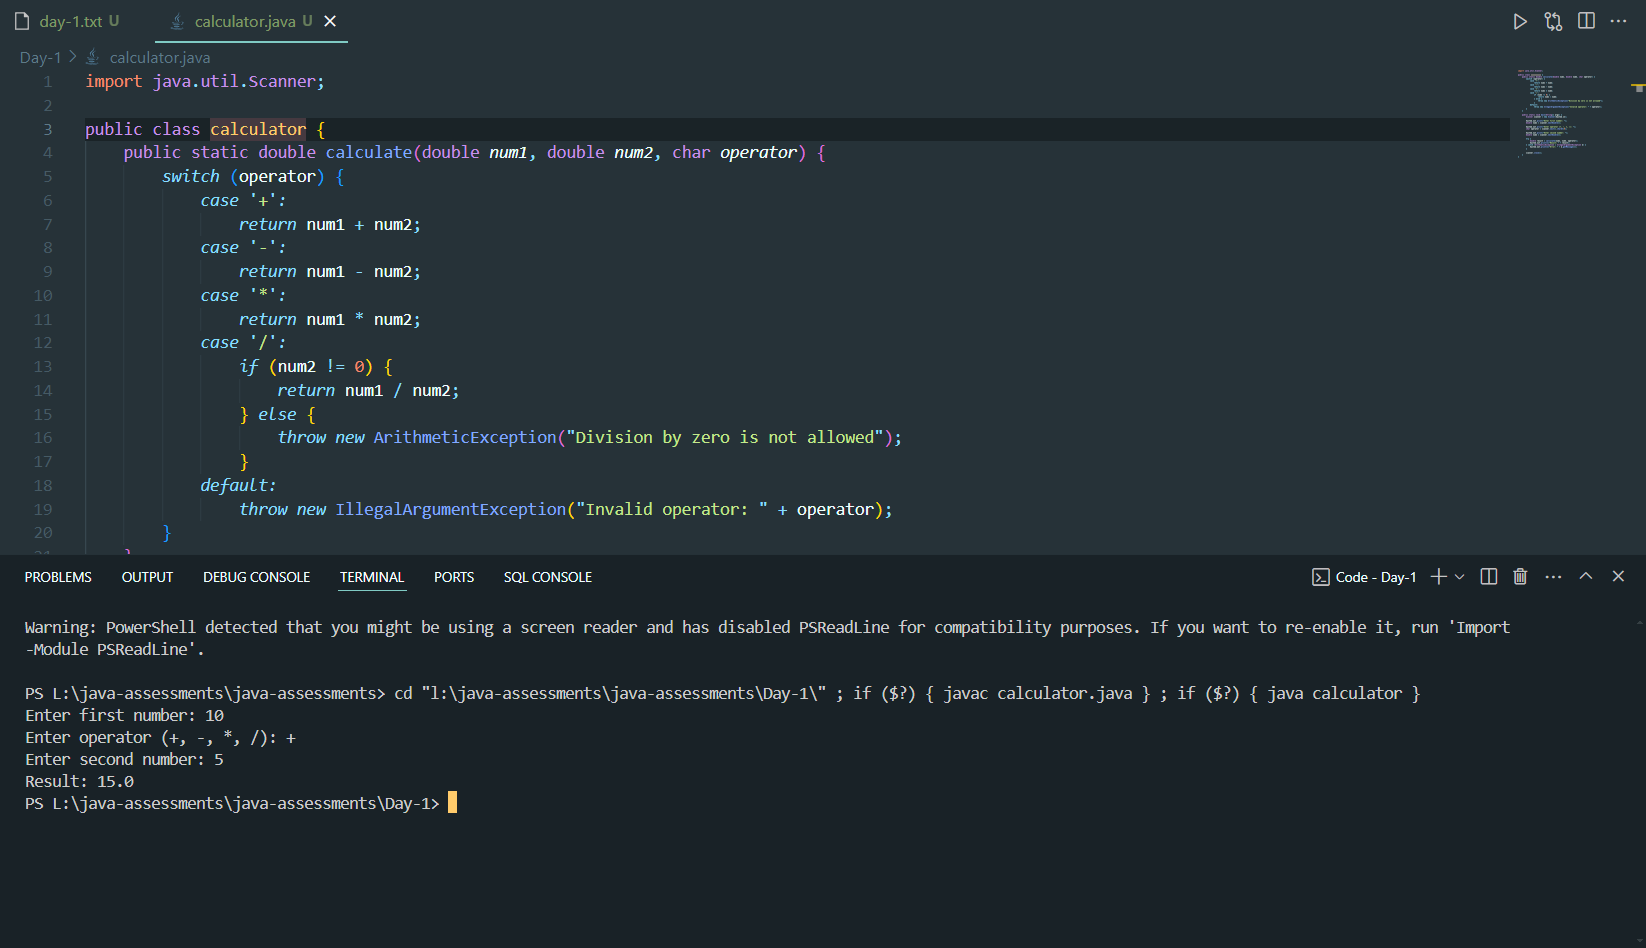 day-1.txt U calculator.java U
Day-1 > calculator.java
1 import java.util.Scanner;
2
3 public class calculator {
4 public static double calculate(double num1, double num2, char operator) {
5 switch (operator) {
6 case '+':
7 return num1 + num2;
8 case '-':
9 return num1 - num2;
10 case '*':
11 return num1 * num2;
12 case '/':
13 if (num2 != 0) {
14 return num1 / num2;
15 } else {
16 throw new ArithmeticException("Division by zero is not allowed");
17 }
18 default:
19 throw new IllegalArgumentException("Invalid operator: " + operator);
20 }
PROBLEMS OUTPUT DEBUG CONSOLE TERMINAL PORTS SQL CONSOLE Code - Day-1
Warning: PowerShell detected that you might be using a screen reader and has disabled PSReadLine for compatibility purposes. If you want to re-enable it, run 'Import
-Module PSReadLine'.
PS L:\java-assessments\java-assessments> cd "l:\java-assessments\java-assessments\Day-1\" ; if ($?) { javac calculator.java } ; if ($?) { java calculator }
Enter first number: 10
Enter operator (+, -, *, /): +
Enter second number: 5
Result: 15.0
PS L:\java-assessments\java-assessments\Day-1>